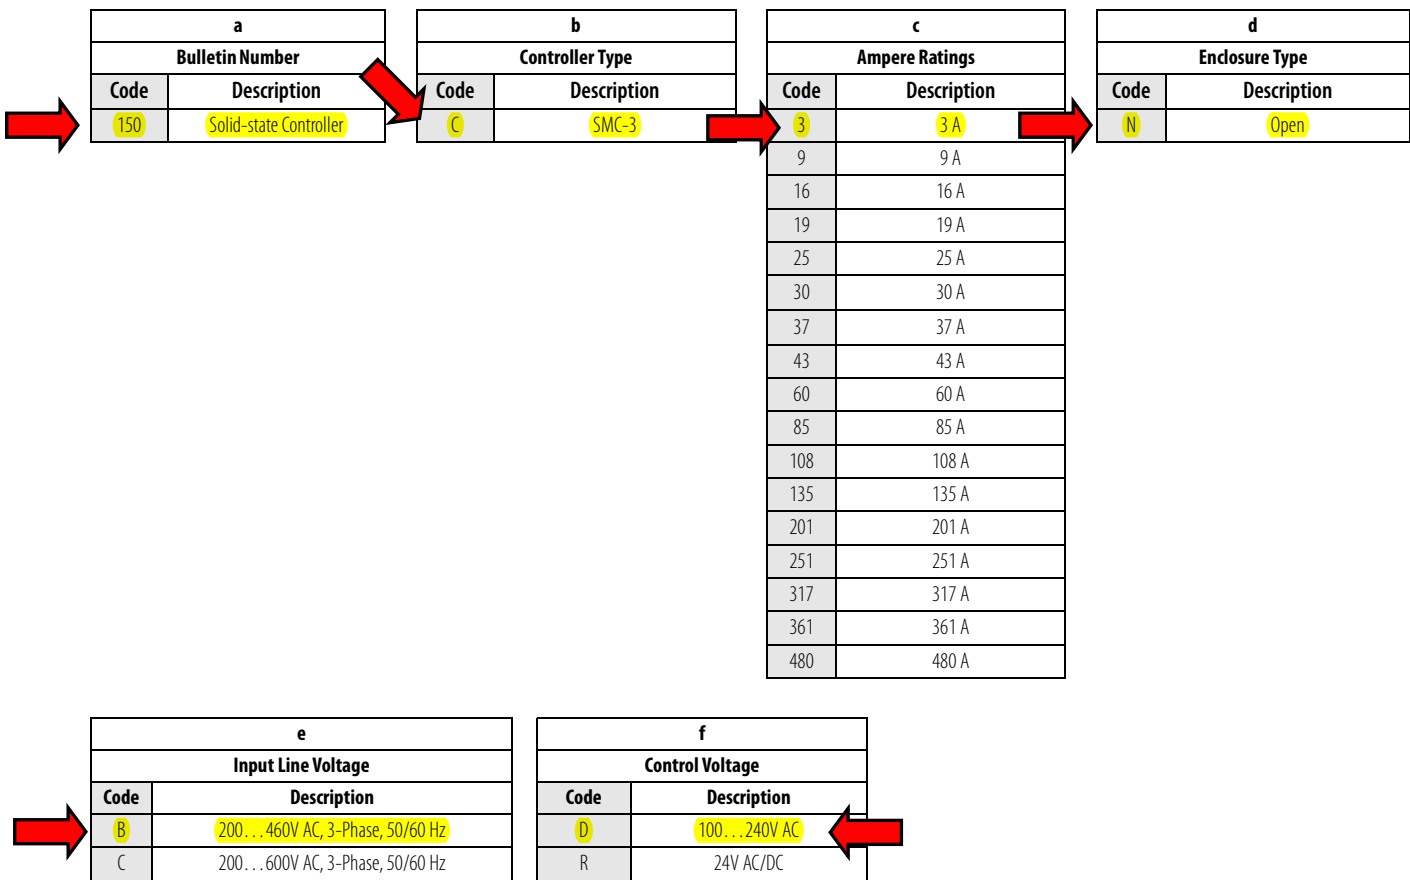 a
Bulletin Number
Code Description
150 Solid-state Controller
b
Controller Type
Code Description
C SMC-3
c
Ampere Ratings
Code Description
3 3 A
9 9 A
16 16 A
19 19 A
25 25 A
30 30 A
37 37 A
43 43 A
60 60 A
85 85 A
108 108 A
135 135 A
201 201 A
251 251 A
317 317 A
361 361 A
480 480 A
d
Enclosure Type
Code Description
N Open
e
Input Line Voltage
Code Description
B 200...460V AC, 3-Phase, 50/60 Hz
C 200...600V AC, 3-Phase, 50/60 Hz
f
Control Voltage
Code Description
D 100...240V AC
R 24V AC/DC